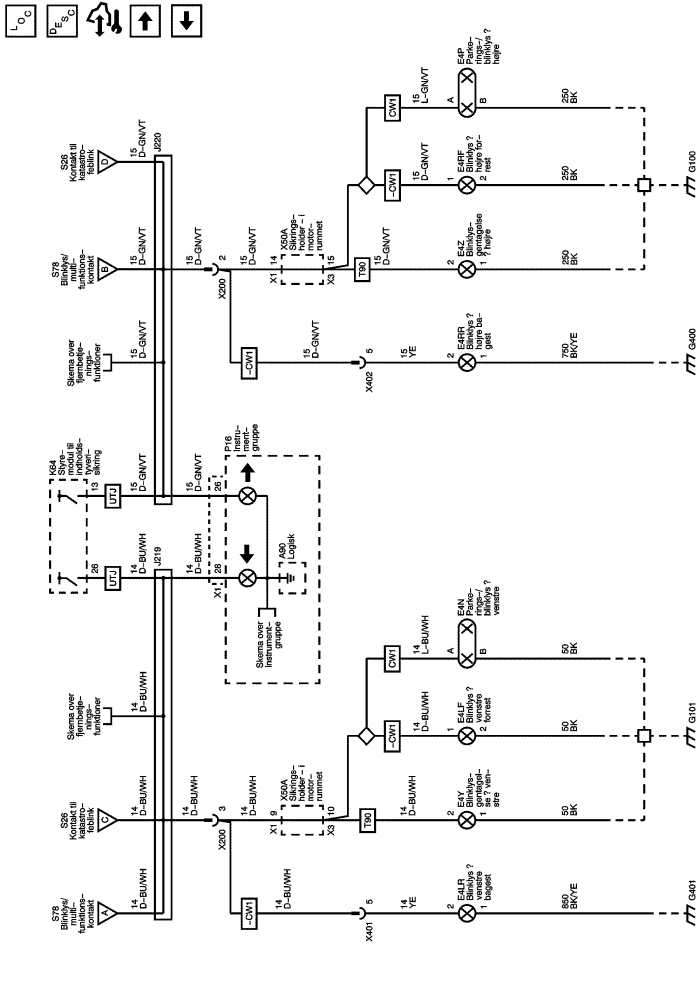 LOC
DESC
S78
Blinklys/
multi-
funktions-
kontakt
A
S26
Kontakt til
katastro-
feblink
C
Skema over
fjernbetje-
nings-
funktioner
K64
Styre-
modul til
indholds-
tyveri-
sikring
Skema over
fjernbetje-
nings-
funktioner
S78
Blinklys/
multi-
funktions-
kontakt
B
S26
Kontakt til
katastro-
feblink
D
26
13
UTJ
UTJ
14
D-BU/WH
14
D-BU/WH
14
D-BU/WH
14
D-BU/WH
15
D-GN/VT
15
D-GN/VT
15
D-GN/VT
15
D-GN/VT
J219
J220
14
D-BU/WH
14
D-BU/WH
15
D-GN/VT
15
D-GN/VT
X200
3
X1
28
26
X200
2
P16
Instru-
ment-
gruppe
-CW1
14
D-BU/WH
-CW1
15
D-GN/VT
Skema over
instrument-
gruppe
A90
Logisk
14
D-BU/WH
X1
9
X50A
Sikrings-
holder - i
motor-
rummet
X3
10
15
D-GN/VT
X1
14
X50A
Sikrings-
holder - i
motor-
rummet
X3
15
X401
5
T90
-CW1
CW1
X402
5
T90
-CW1
CW1
14
YE
14
D-BU/WH
14
D-BU/WH
14
L-BU/WH
15
YE
15
D-GN/VT
15
D-GN/VT
15
L-GN/VT
2
E4LR
Blinklys ?
venstre
bagest
1
2
E4Y
Blinklys-
gentagel-
se ? ven-
stre
1
1
E4LF
Blinklys ?
venstre
forrest
2
A
E4N
Parke-
rings-/
blinklys ?
venstre
B
2
E4RR
Blinklys ?
højre ba-
gest
1
2
E4Z
Blinklys-
gentagelse
? højre
1
1
E4RF
Blinklys ?
højre for-
rest
2
A
E4P
Parke-
rings-/
blinklys ?
højre
B
850
BK/YE
50
BK
50
BK
50
BK
750
BK/YE
250
BK
250
BK
250
BK
G401
G101
G400
G100